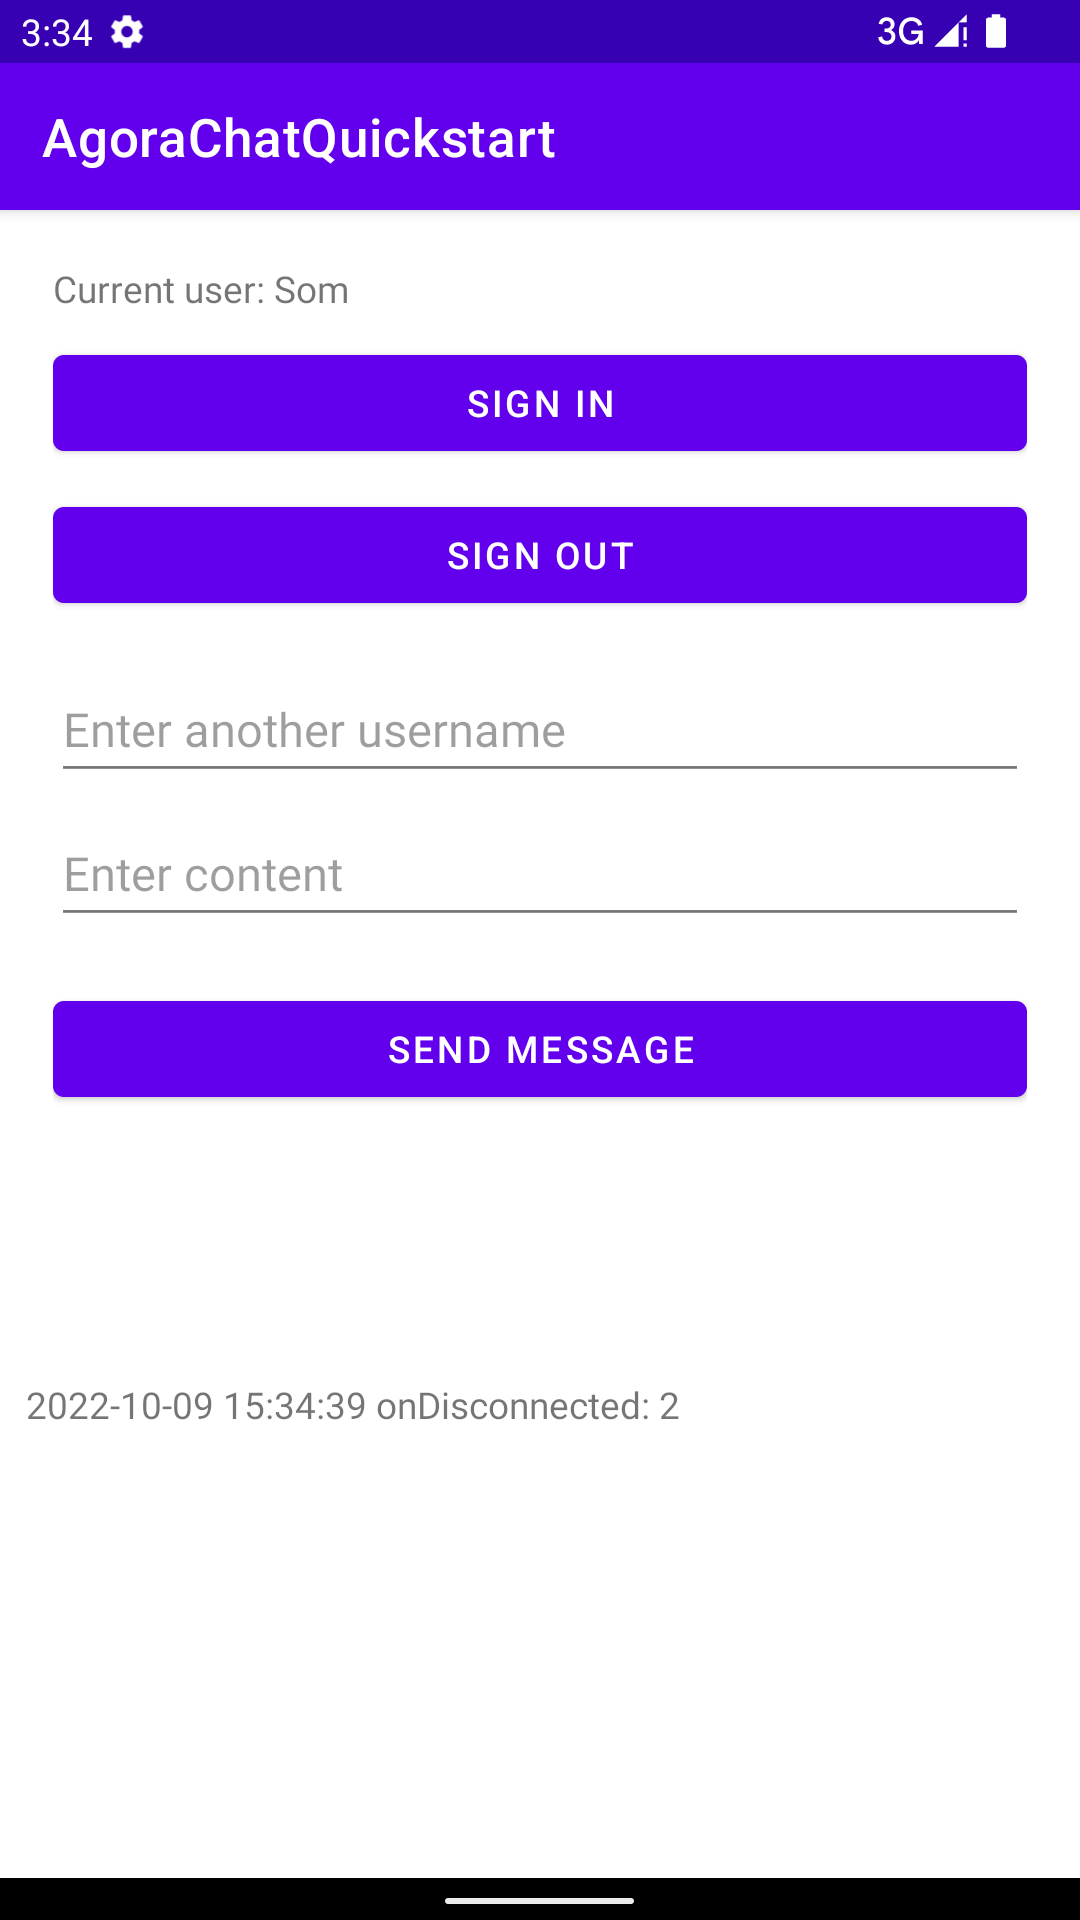 3:34 3G
AgoraChatQuickstart
Current user: Som
SIGN IN
SIGN OUT
Enter another username
Enter content
SEND MESSAGE
2022-10-09 15:34:39 onDisconnected: 2